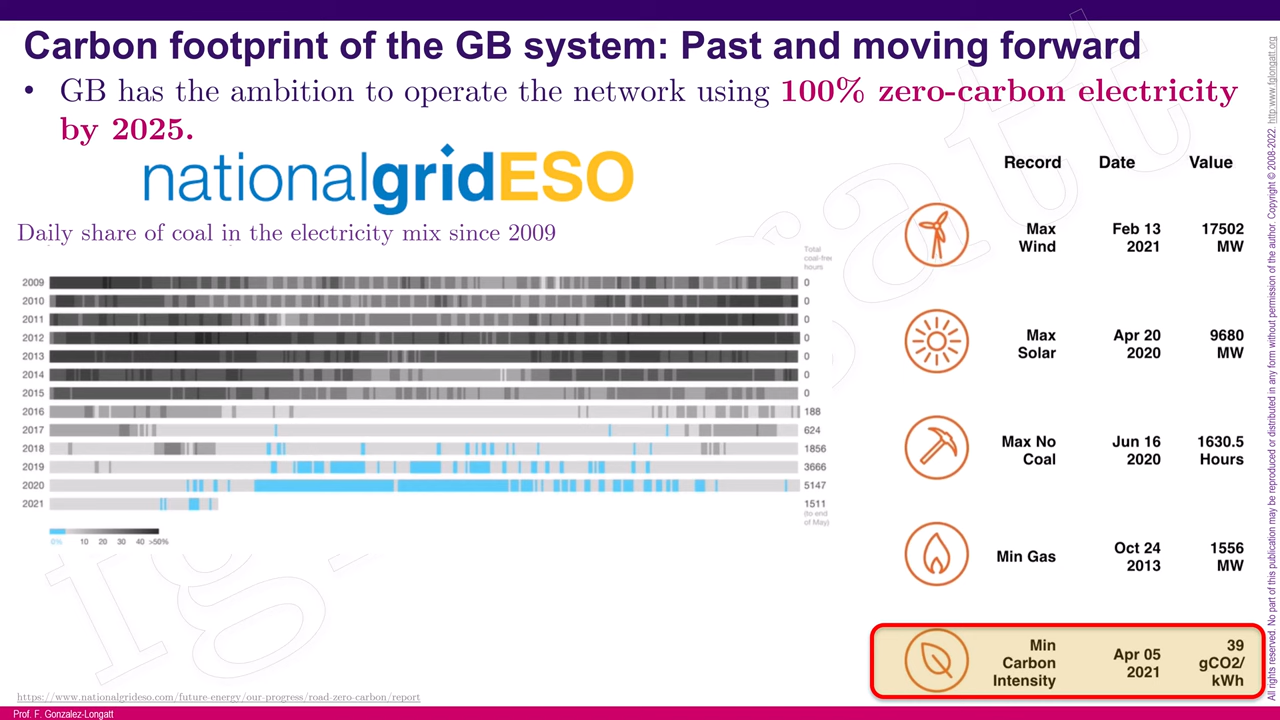 Carbon footprint of the GB system: Past and moving forward
• GB has the ambition to operate the network using 100% zero-carbon electricity
by 2025.
nationalgridESO
Daily share of coal in the electricity mix since 2009
Total
coal-free
hours
2009 0
2010 0
2011 0
2012 0
2013 0
2014 0
2015 0
2016 188
2017 624
2018 1856
2019 3666
2020 5147
2021 1511
(to end
of May)
0% 10 20 30 40 >50%
Record Date Value
Max Feb 13 17502
Wind 2021 MW
Max Apr 20 9680
Solar 2020 MW
Max No Jun 16 1630.5
Coal 2020 Hours
Min Gas Oct 24 1556
2013 MW
Min Carbon Intensity Apr 05 2021 39 gCO2/ kWh
https://www.nationalgrideso.com/future-energy/our-progress/road-zero-carbon/report
Prof. F. Gonzalez-Longatt
All rights reserved. No part of this publication may be reproduced or distributed in any form without permission of the author. Copyright © 2008-2022. http:www.fglongatt.org